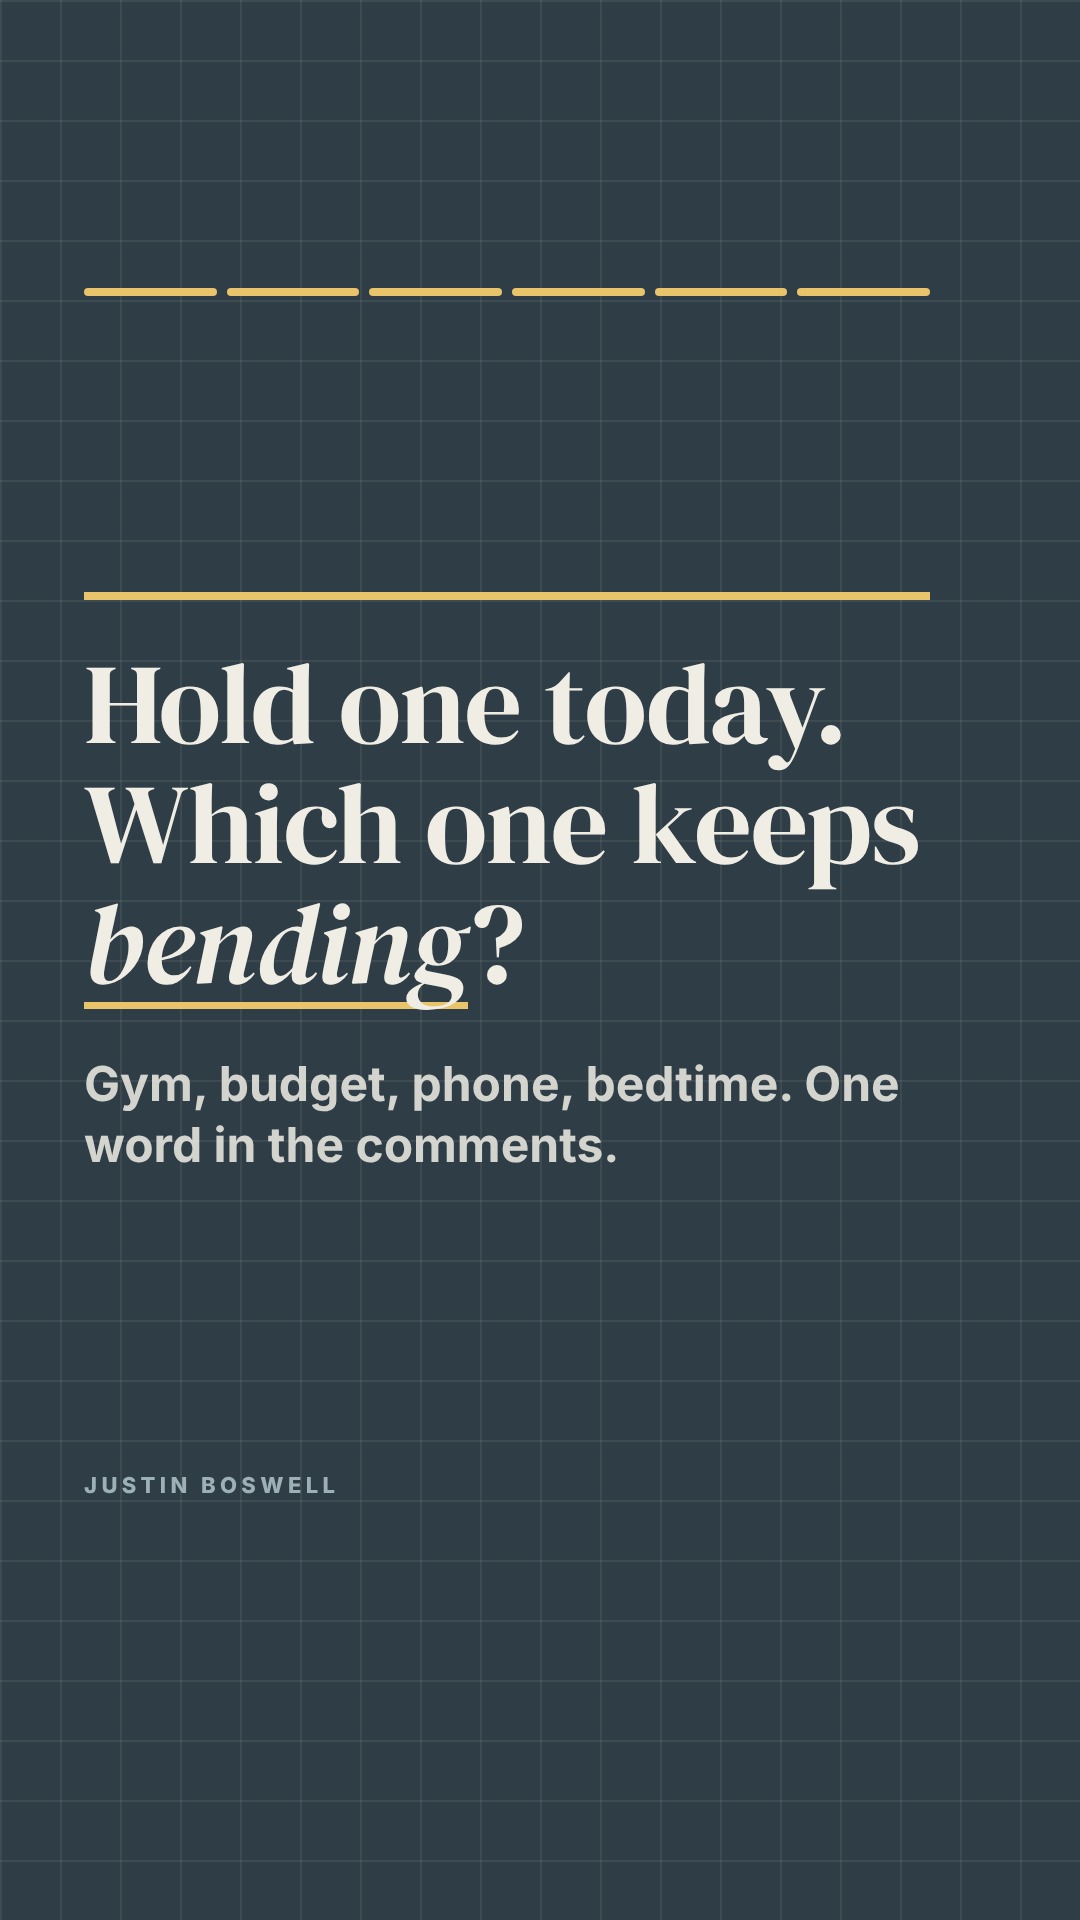 Hold one today.
Which one keeps
bending?
Gym, budget, phone, bedtime. One
word in the comments.
JUSTIN BOSWELL